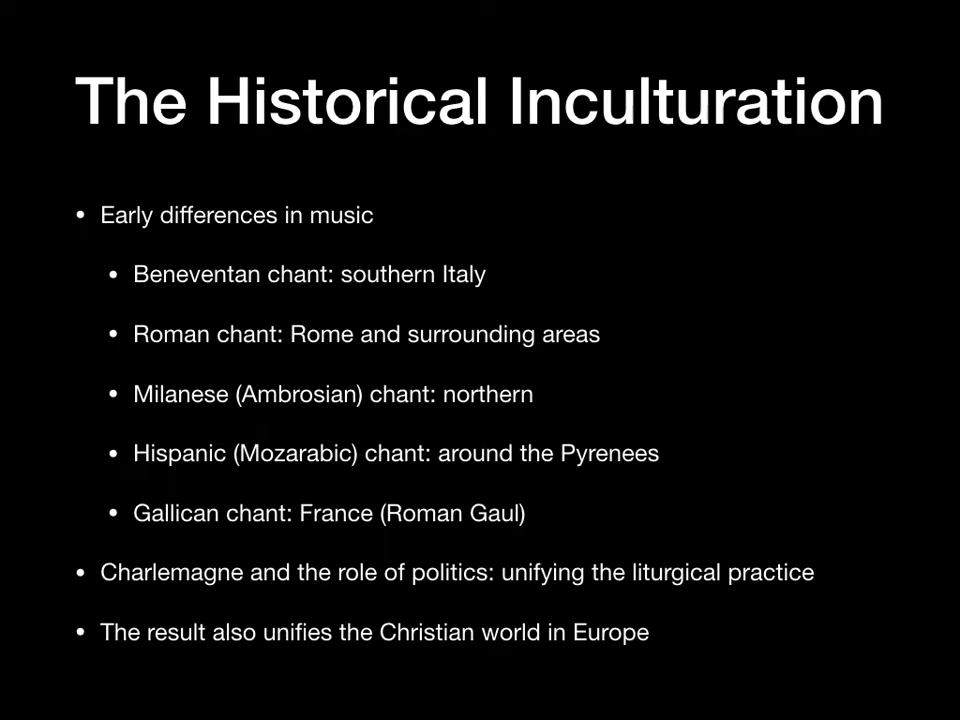 The Historical Inculturation
• Early differences in music
• Beneventan chant: southern Italy
• Roman chant: Rome and surrounding areas
• Milanese (Ambrosian) chant: northern
• Hispanic (Mozarabic) chant: around the Pyrenees
• Gallican chant: France (Roman Gaul)
• Charlemagne and the role of politics: unifying the liturgical practice
• The result also unifies the Christian world in Europe